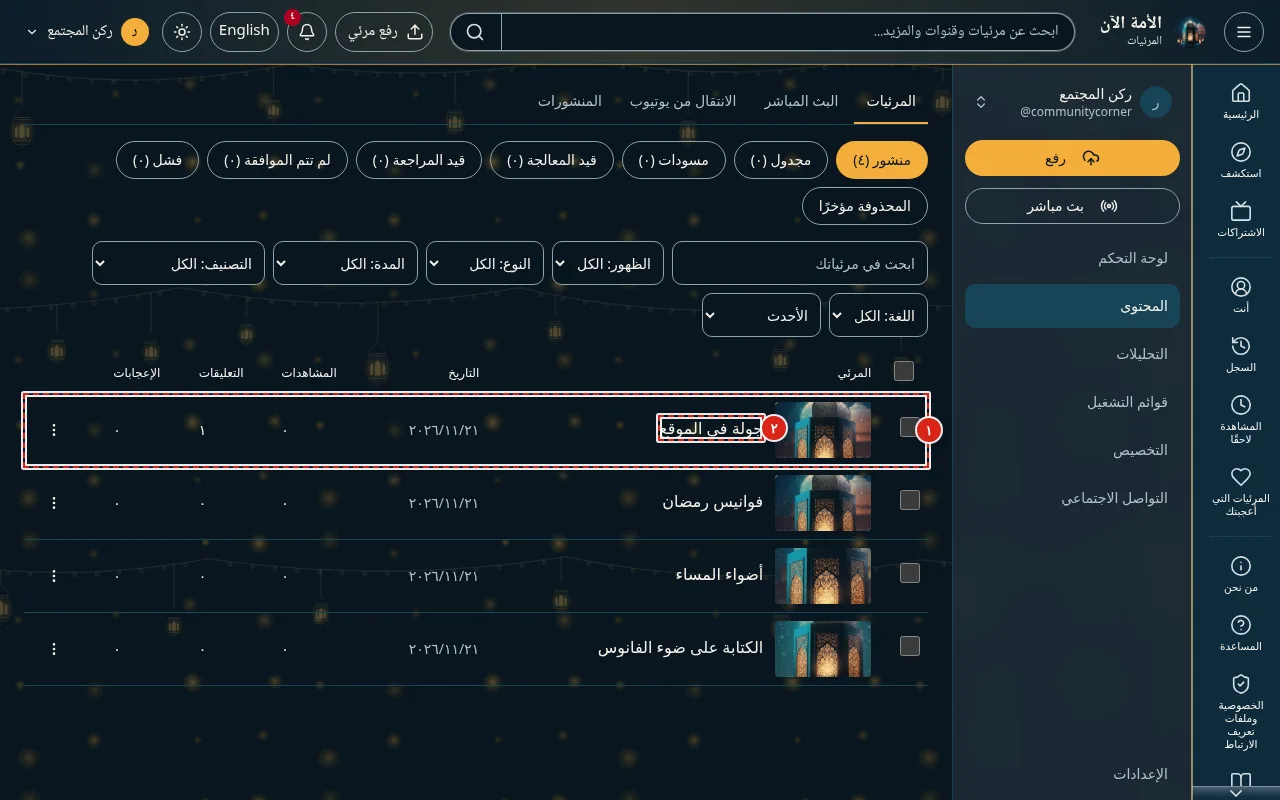 الأمة الآن
المرئيات
ابحث عن مرئيات وقنوات والمزيد...
رفع مرئي
٤
English
ر
ركن المجتمع
الرئيسية
استكشف
الاشتراكات
أنت
السجل
المشاهدة
لاحقًا
المرئيات التي
أعجبتك
من نحن
المساعدة
الخصوصية
وملفات
تعريف
الارتباط
ر
ركن المجتمع
@communitycorner
رفع
بث مباشر
لوحة التحكم
المحتوى
التحليلات
قوائم التشغيل
التخصيص
التواصل الاجتماعي
الإعدادات
المرئيات
البث المباشر
الانتقال من يوتيوب
المنشورات
منشور (٤)
مجدول (٠)
مسودات (٠)
قيد المعالجة (٠)
قيد المراجعة (٠)
لم تتم الموافقة (٠)
فشل (٠)
المحذوفة مؤخرًا
ابحث في مرئياتك
الظهور: الكل
النوع: الكل
المدة: الكل
التصنيف: الكل
اللغة: الكل
الأحدث
المرئي التاريخ المشاهدات التعليقات الإعجابات
١ ٢ جولة في الموقع ٢٠٢٦/١١/٢١ ٠ ١ ٠
فوانيس رمضان ٢٠٢٦/١١/٢١ ٠ ٠ ٠
أضواء المساء ٢٠٢٦/١١/٢١ ٠ ٠ ٠
الكتابة على ضوء الفانوس ٢٠٢٦/١١/٢١ ٠ ٠ ٠